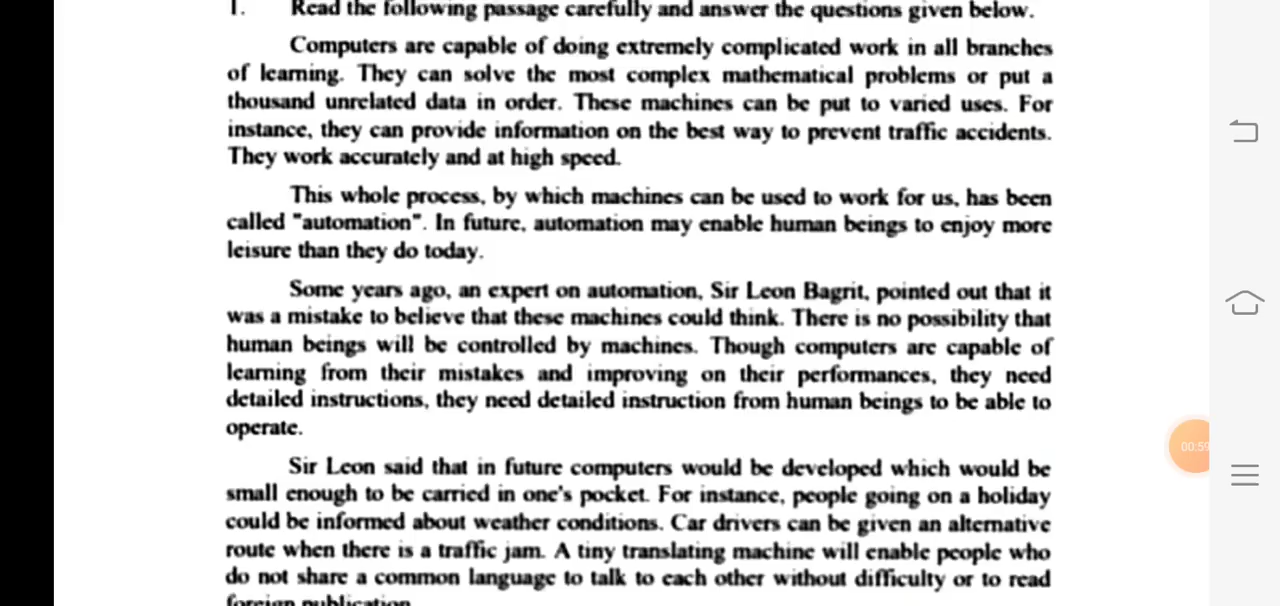 1. Read the following passage carefully and answer the questions given below.
Computers are capable of doing extremely complicated work in all branches
of learning. They can solve the most complex mathematical problems or put a
thousand unrelated data in order. These machines can be put to varied uses. For
instance, they can provide information on the best way to prevent traffic accidents.
They work accurately and at high speed.
This whole process, by which machines can be used to work for us, has been
called "automation". In future, automation may enable human beings to enjoy more
leisure than they do today.
Some years ago, an expert on automation, Sir Leon Bagrit, pointed out that it
was a mistake to believe that these machines could think. There is no possibility that
human beings will be controlled by machines. Though computers are capable of
learning from their mistakes and improving on their performances, they need
detailed instructions, they need detailed instruction from human beings to be able to
operate.
Sir Leon said that in future computers would be developed which would be
small enough to be carried in one's pocket. For instance, people going on a holiday
could be informed about weather conditions. Car drivers can be given an alternative
route when there is a traffic jam. A tiny translating machine will enable people who
do not share a common language to talk to each other without difficulty or to read
foreign publication
00:59